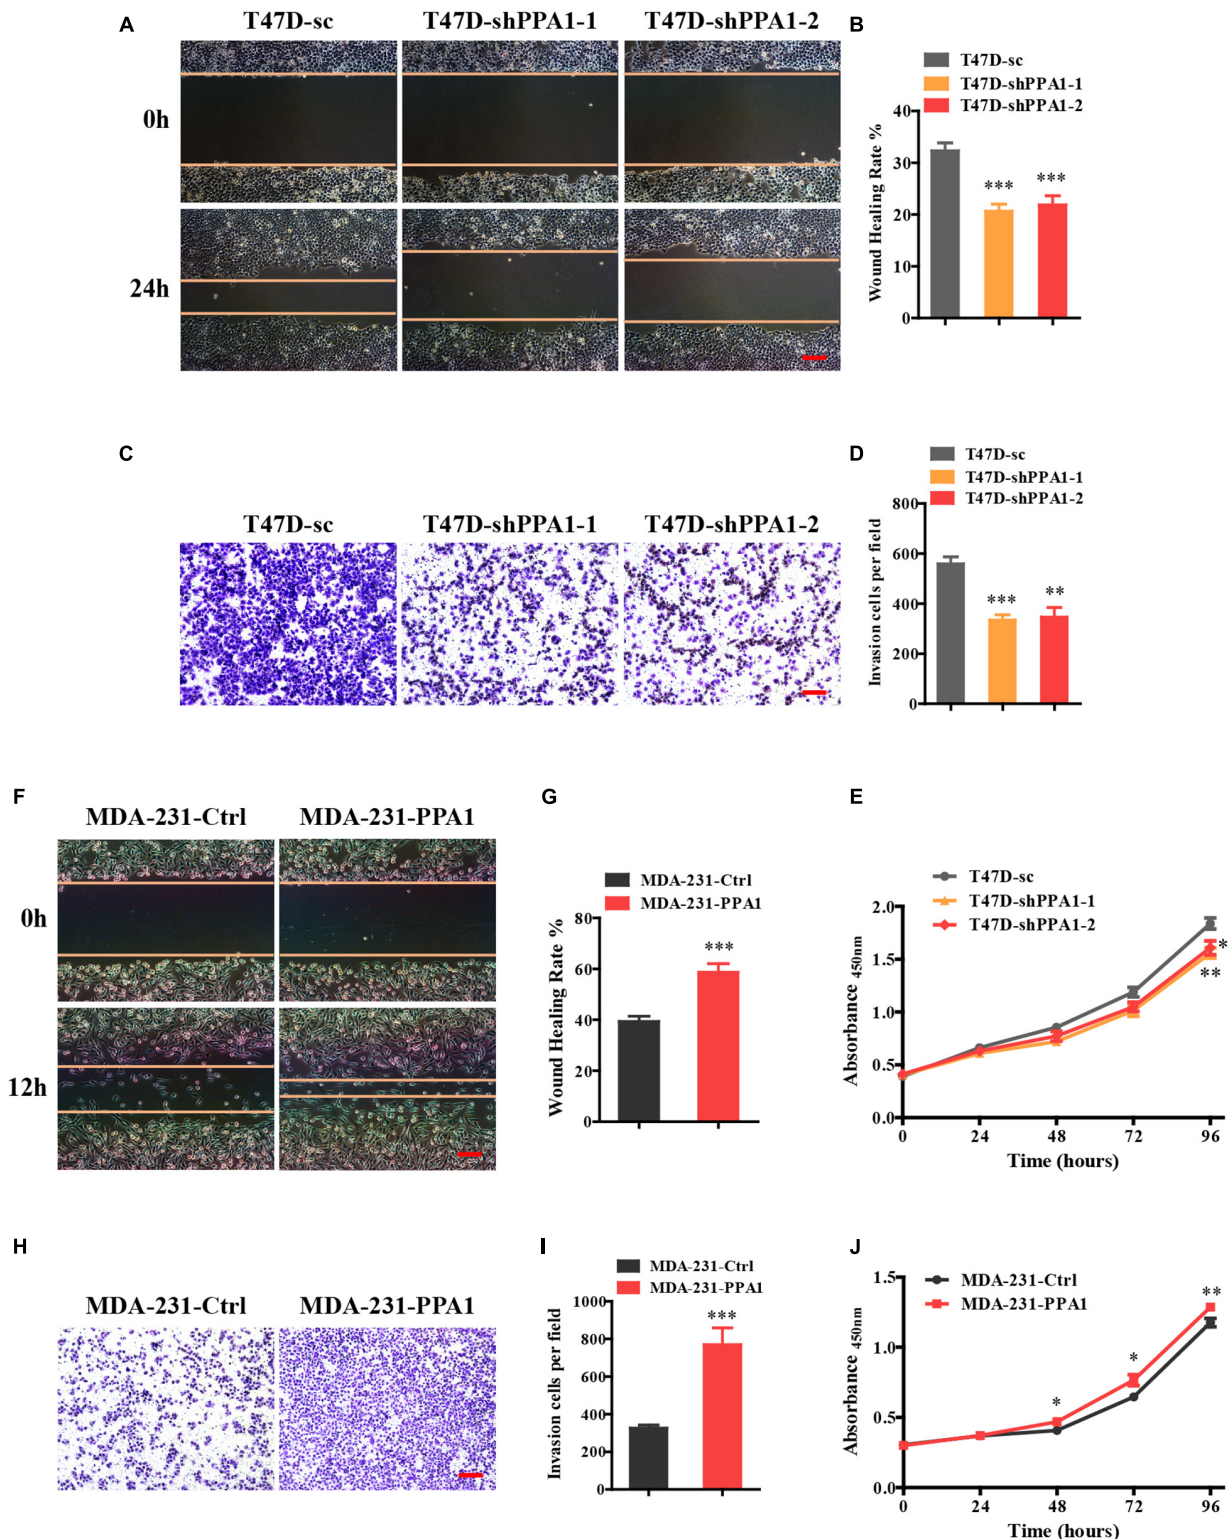 A
T47D-sc
T47D-shPPA1-1
T47D-shPPA1-2
0h
24h
B
T47D-sc
T47D-shPPA1-1
T47D-shPPA1-2
Wound Healing Rate %
40
30
20
10
0
***
***
C
T47D-sc
T47D-shPPA1-1
T47D-shPPA1-2
D
T47D-sc
T47D-shPPA1-1
T47D-shPPA1-2
Invasion cells per field
800
600
400
200
0
***
**
F
MDA-231-Ctrl
MDA-231-PPA1
0h
12h
G
MDA-231-Ctrl
MDA-231-PPA1
Wound Healing Rate %
80
60
40
20
0
***
E
T47D-sc
T47D-shPPA1-1
T47D-shPPA1-2
Absorbance 450nm
2.0
1.5
1.0
0.5
0.0
*
**
0 24 48 72 96
Time (hours)
H
MDA-231-Ctrl
MDA-231-PPA1
I
MDA-231-Ctrl
MDA-231-PPA1
Invasion cells per field
1000
800
600
400
200
0
***
J
MDA-231-Ctrl
MDA-231-PPA1
Absorbance 450nm
1.5
1.0
0.5
0.0
*
*
**
0 24 48 72 96
Time (hours)